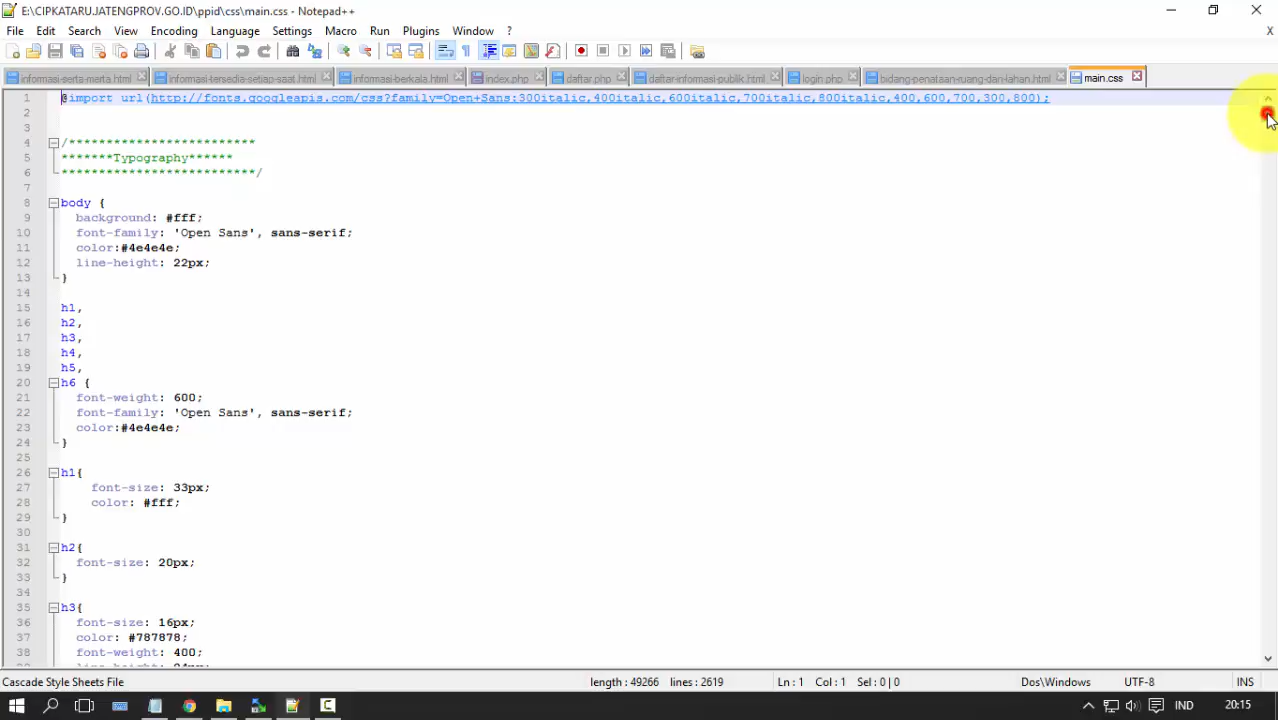 E:\CIPKATARU.JATENGPROV.GO.ID\ppid\css\main.css - Notepad++
File Edit Search View Encoding Language Settings Macro Run Plugins Window ? X
informasi-serta-merta.html informasi-tersedia-setiap-saat.html informasi-berkala.html index.php daftar.php daftar-informasi-publik.html login.php bidang-penataan-ruang-dan-lahan.html main.css
1 @import url(http://fonts.googleapis.com/css?family=Open+Sans:300italic,400italic,600italic,700italic,800italic,400,600,700,300,800);
2
3
4 /*************************
5 *******Typography******
6 **************************/
7
8 body {
9 background: #fff;
10 font-family: 'Open Sans', sans-serif;
11 color:#4e4e4e;
12 line-height: 22px;
13 }
14
15 h1,
16 h2,
17 h3,
18 h4,
19 h5,
20 h6 {
21 font-weight: 600;
22 font-family: 'Open Sans', sans-serif;
23 color:#4e4e4e;
24 }
25
26 h1{
27 font-size: 33px;
28 color: #fff;
29 }
30
31 h2{
32 font-size: 20px;
33 }
34
35 h3{
36 font-size: 16px;
37 color: #787878;
38 font-weight: 400;
Cascade Style Sheets File length : 49266 lines : 2619 Ln : 1 Col : 1 Sel : 0 | 0 Dos\Windows UTF-8 INS
IND 20:15